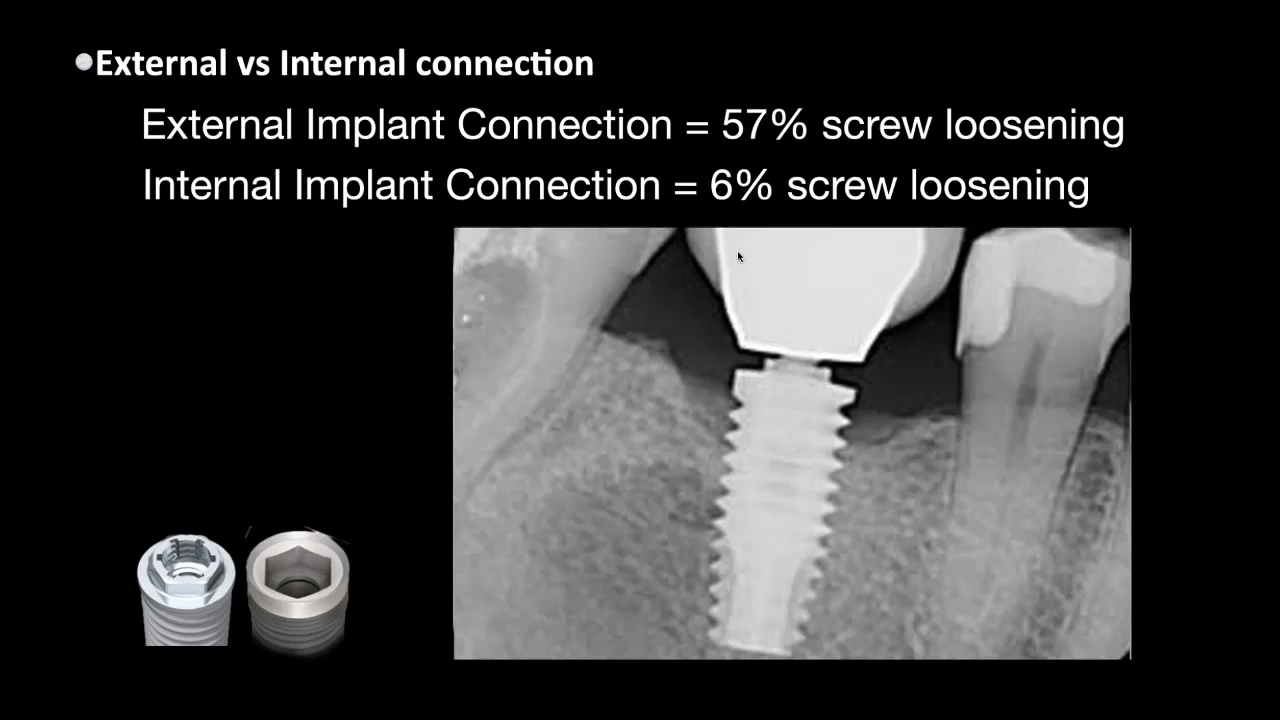 External vs Internal connection
External Implant Connection = 57% screw loosening
Internal Implant Connection = 6% screw loosening